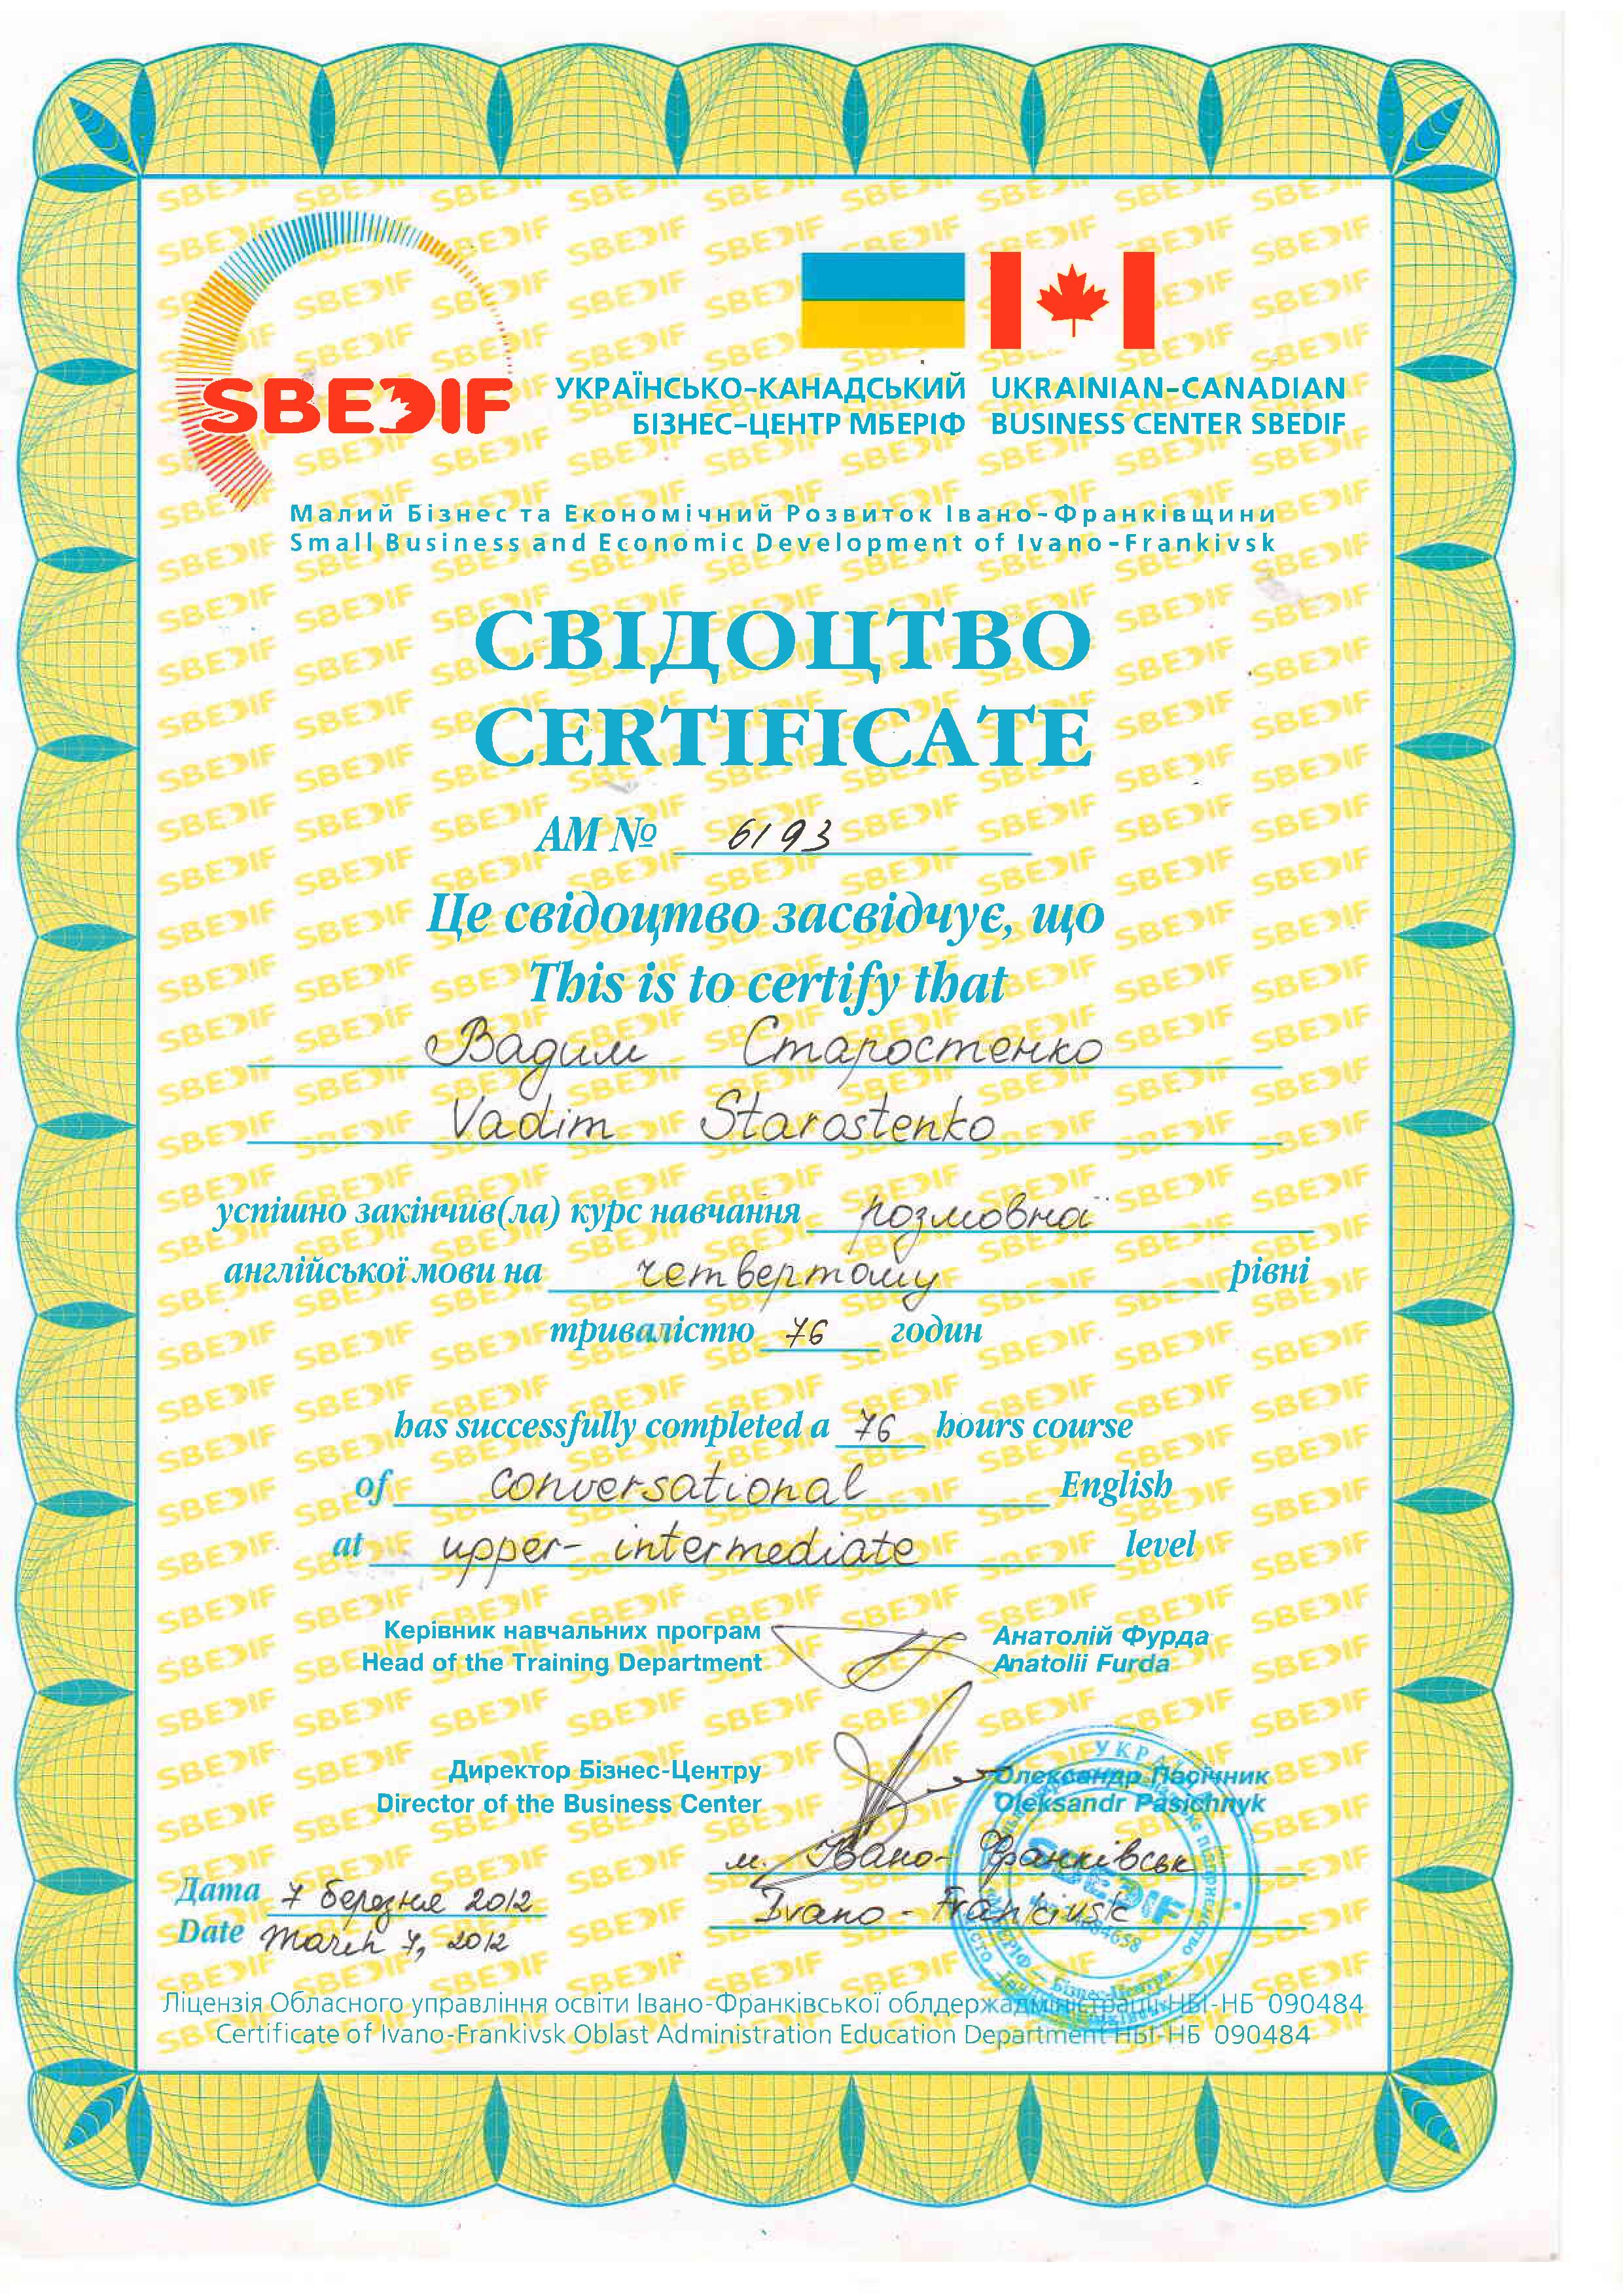 SBEDIF
УКРАЇНСЬКО-КАНАДСЬКИЙ
БІЗНЕС-ЦЕНТР МБЕРІФ
UKRAINIAN-CANADIAN
BUSINESS CENTER SBEDIF
Малий Бізнес та Економічний Розвиток Івано-Франківщини
Small Business and Economic Development of Ivano-Frankivsk
СВІДОЦТВО
CERTIFICATE
АМ № 6193
Це свідоцтво засвідчує, що
This is to certify that
Вадим Старостенко
Vadim Starostenko
успішно закінчив(ла) курс навчання розмовної
англійської мови на четвертому рівні
тривалістю 76 годин
has successfully completed a 76 hours course
of conversational English
at upper-intermediate level
Керівник навчальних програм
Head of the Training Department
Анатолій Фурда
Anatolii Furda
Директор Бізнес-Центру
Director of the Business Center
Олександр Пасічник
Oleksandr Pasichnyk
м. Івано-Франківськ
Ivano-Frankivsk
Дата 7 березня 2012
Date March 7, 2012
Ліцензія Обласного управління освіти Івано-Франківської облдержадміністрації НБІ-НБ 090484
Certificate of Ivano-Frankivsk Oblast Administration Education Department НБІ-НБ 090484